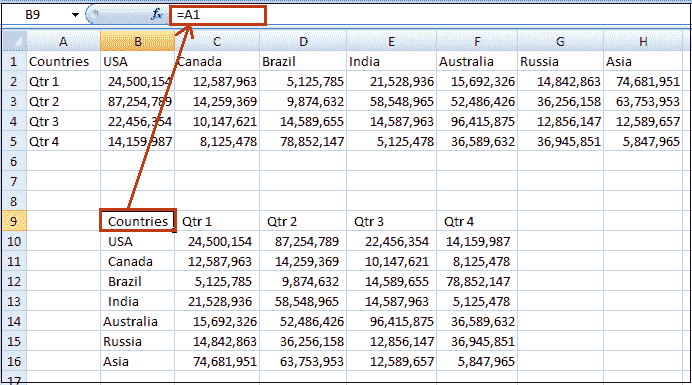 B9 fx =A1
A B C D E F G H
1 Countries USA Canada Brazil India Australia Russia Asia
2 Qtr 1 24,500,154 12,587,963 5,125,785 21,528,936 15,692,326 14,842,863 74,681,951
3 Qtr 2 87,254,789 14,259,369 9,874,632 58,548,965 52,486,426 36,256,158 63,753,953
4 Qtr 3 22,456,354 10,147,621 14,589,655 14,587,963 96,415,875 12,856,147 12,589,657
5 Qtr 4 14,159,987 8,125,478 78,852,147 5,125,478 36,589,632 36,945,851 5,847,965
6
7
8
9 Countries Qtr 1 Qtr 2 Qtr 3 Qtr 4
10 USA 24,500,154 87,254,789 22,456,354 14,159,987
11 Canada 12,587,963 14,259,369 10,147,621 8,125,478
12 Brazil 5,125,785 9,874,632 14,589,655 78,852,147
13 India 21,528,936 58,548,965 14,587,963 5,125,478
14 Australia 15,692,326 52,486,426 96,415,875 36,589,632
15 Russia 14,842,863 36,256,158 12,856,147 36,945,851
16 Asia 74,681,951 63,753,953 12,589,657 5,847,965
17